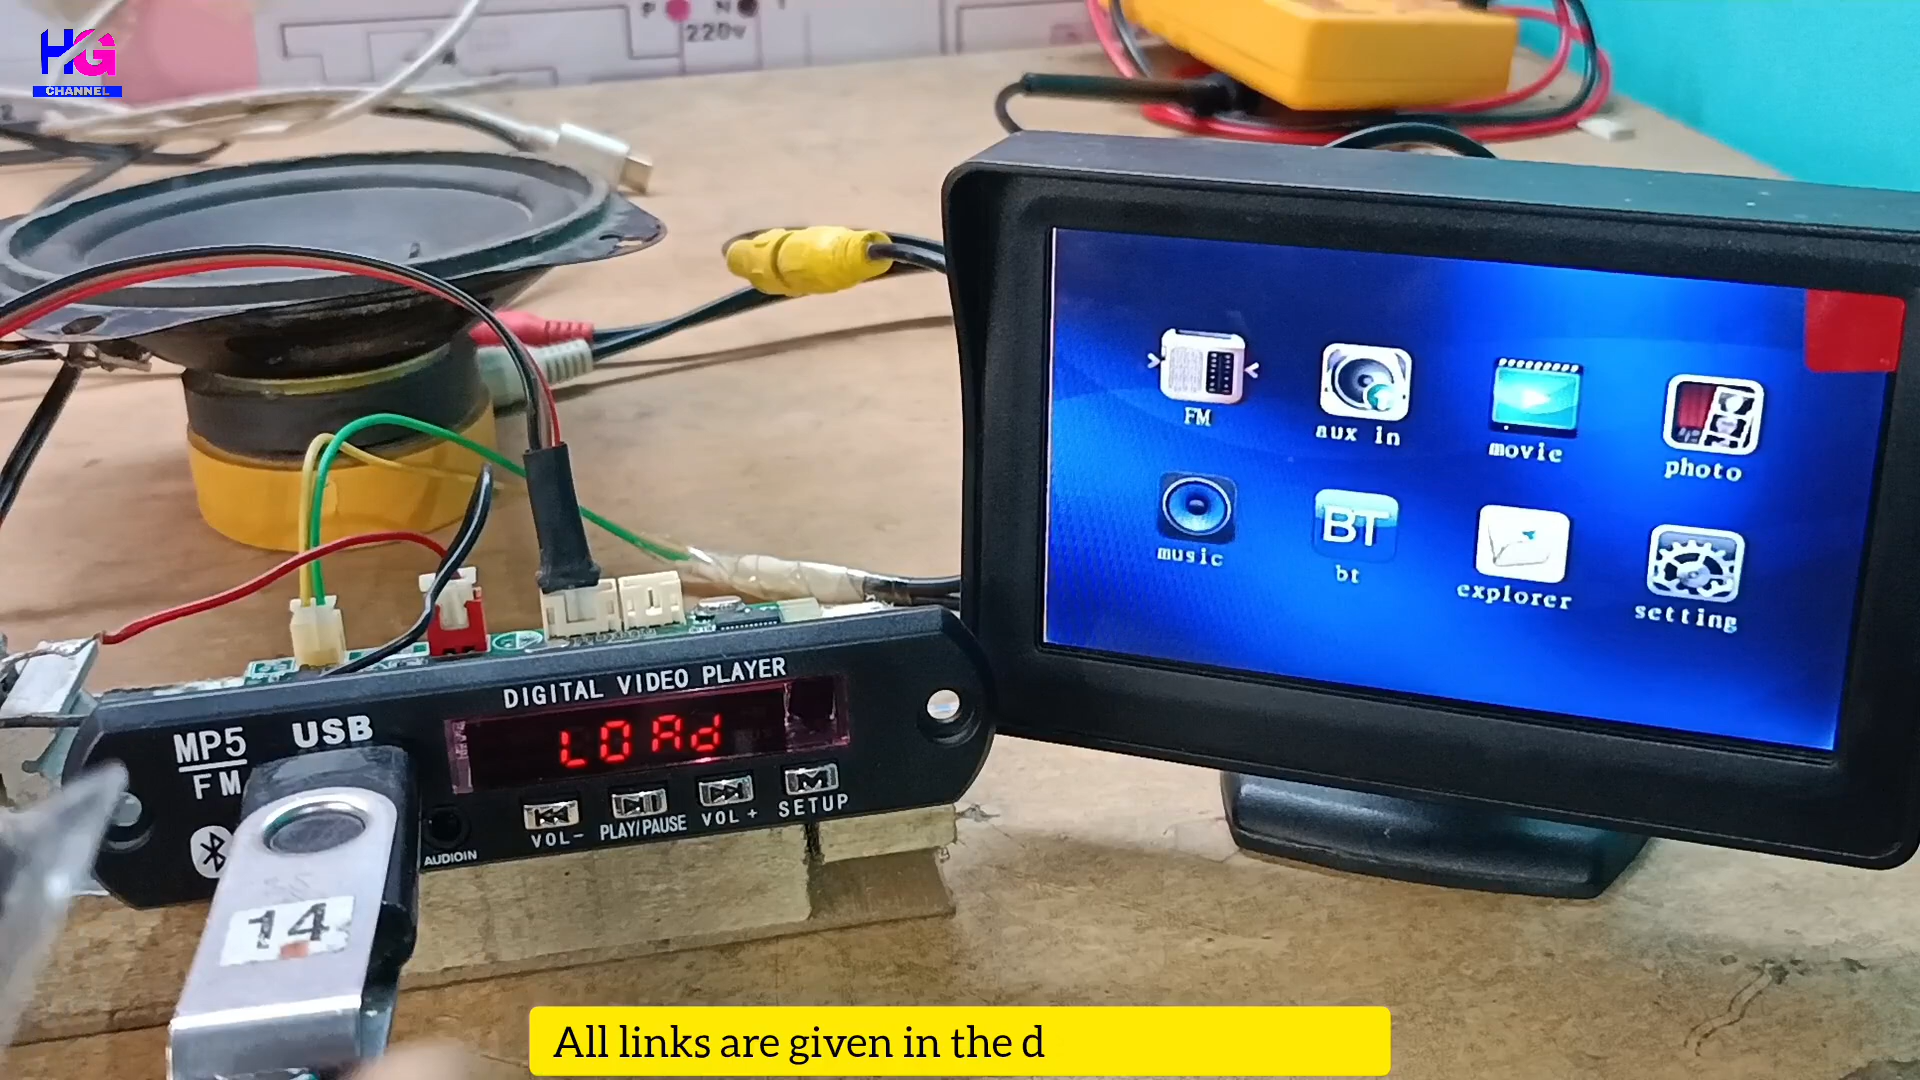 HG
CHANNEL
P N
220v
FM
aux in
movie
photo
music
BT
bt
explorer
setting
DIGITAL VIDEO PLAYER
MP5
FM
USB
LOAd
VOL-
PLAY/PAUSE
VOL +
M
SETUP
AUDIOIN
14
All links are given in the d